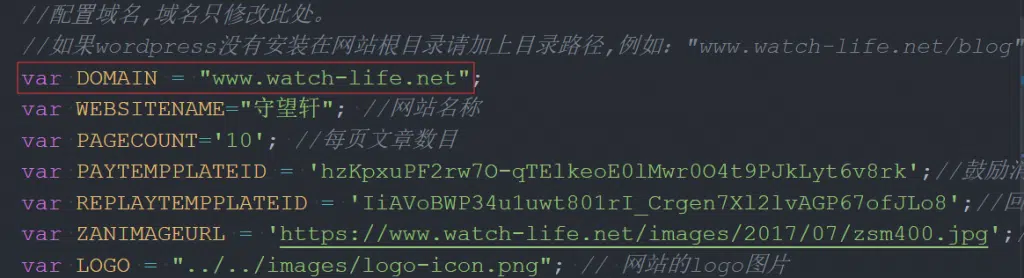 //配置域名,域名只修改此处。
//如果wordpress没有安装在网站根目录请加上目录路径,例如："www.watch-life.net/blog"
var DOMAIN = "www.watch-life.net";
var WEBSITENAME="守望轩"; //网站名称
var PAGECOUNT='10'; //每页文章数目
var PAYTEMPPLATEID = 'hzKpxuPF2rw7O-qTElkeoE0lMwr0O4t9PJkLyt6v8rk';//鼓励消
var REPLAYTEMPPLATEID = 'IiAVoBWP34u1uwt801rI_Crgen7Xl2lvAGP67ofJLo8';//回
var ZANIMAGEURL = 'https://www.watch-life.net/images/2017/07/zsm400.jpg';/
var LOGO = "../../images/logo-icon.png"; // 网站的logo图片